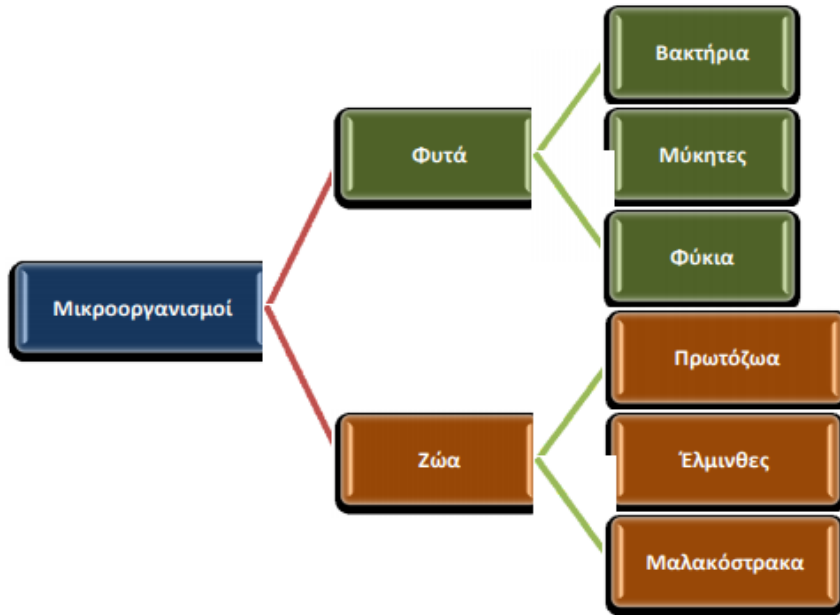 Μικροοργανισμοί
Φυτά
Βακτήρια
Μύκητες
Φύκια
Ζώα
Πρωτόζωα
Έλμινθες
Μαλακόστρακα